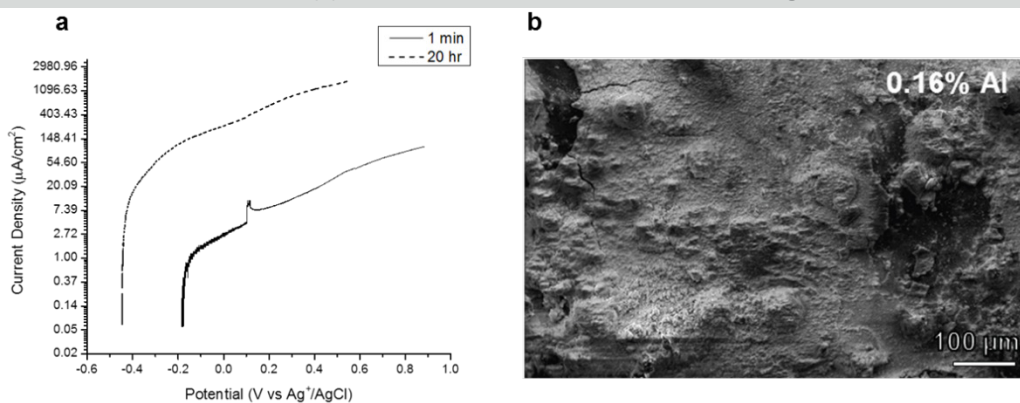 a
b
1 min
20 hr
2980.96
1096.63
403.43
148.41
54.60
20.09
7.39
2.72
1.00
0.37
0.14
0.05
0.02
Current Density (µA/cm²)
-0.6
-0.4
-0.2
0.0
0.2
0.4
0.6
0.8
1.0
Potential (V vs Ag⁺/AgCl)
0.16% Al
100 µm